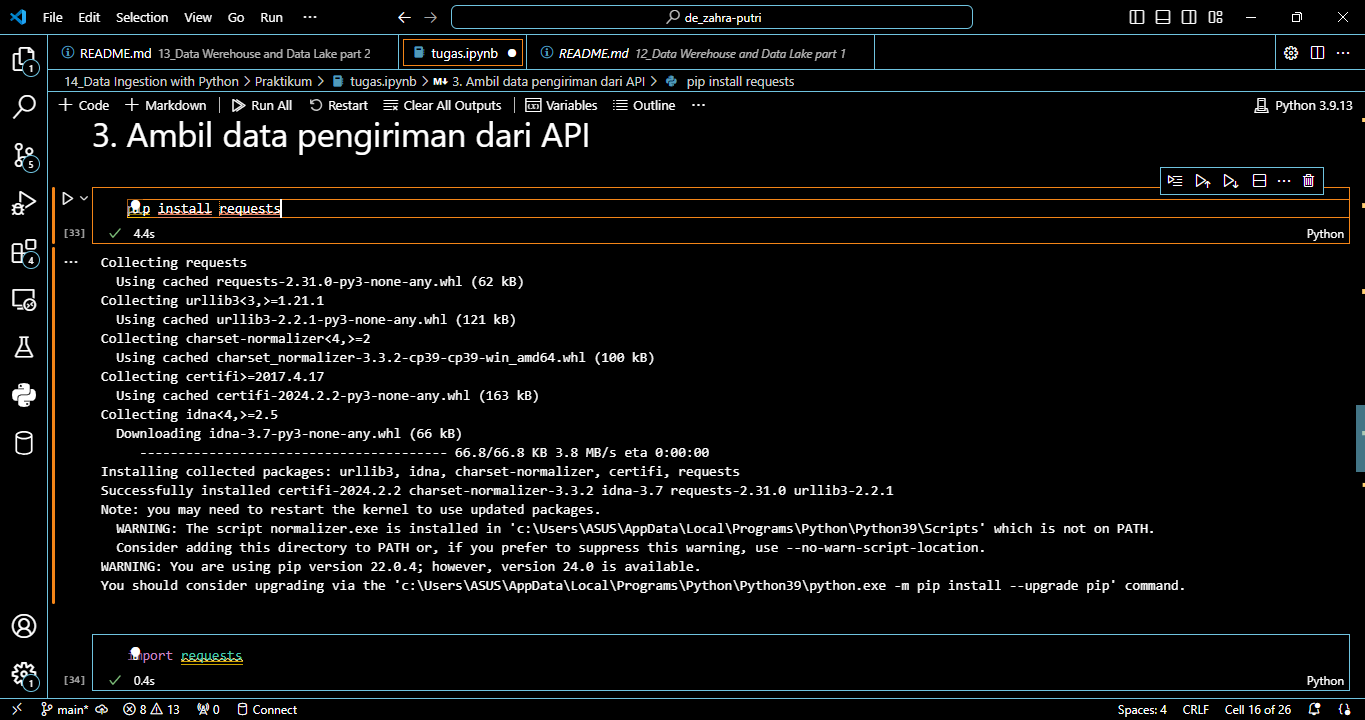 File Edit Selection View Go Run ··· de_zahra-putri
README.md 13_Data Werehouse and Data Lake part 2 tugas.ipynb README.md 12_Data Werehouse and Data Lake part 1
14_Data Ingestion with Python > Praktikum > tugas.ipynb > M↓ 3. Ambil data pengiriman dari API > pip install requests
+ Code + Markdown Run All Restart Clear All Outputs Variables Outline ··· Python 3.9.13
3. Ambil data pengiriman dari API
pip install requests
[33] 4.4s Python
Collecting requests
Using cached requests-2.31.0-py3-none-any.whl (62 kB)
Collecting urllib3<3,>=1.21.1
Using cached urllib3-2.2.1-py3-none-any.whl (121 kB)
Collecting charset-normalizer<4,>=2
Using cached charset_normalizer-3.3.2-cp39-cp39-win_amd64.whl (100 kB)
Collecting certifi>=2017.4.17
Using cached certifi-2024.2.2-py3-none-any.whl (163 kB)
Collecting idna<4,>=2.5
Downloading idna-3.7-py3-none-any.whl (66 kB)
---------------------------------------- 66.8/66.8 KB 3.8 MB/s eta 0:00:00
Installing collected packages: urllib3, idna, charset-normalizer, certifi, requests
Successfully installed certifi-2024.2.2 charset-normalizer-3.3.2 idna-3.7 requests-2.31.0 urllib3-2.2.1
Note: you may need to restart the kernel to use updated packages.
WARNING: The script normalizer.exe is installed in 'c:\Users\ASUS\AppData\Local\Programs\Python\Python39\Scripts' which is not on PATH.
Consider adding this directory to PATH or, if you prefer to suppress this warning, use --no-warn-script-location.
WARNING: You are using pip version 22.0.4; however, version 24.0 is available.
You should consider upgrading via the 'c:\Users\ASUS\AppData\Local\Programs\Python\Python39\python.exe -m pip install --upgrade pip' command.
import requests
[34] 0.4s Python
1
5
4
1
main* 8 13 0 Connect Spaces: 4 CRLF Cell 16 of 26